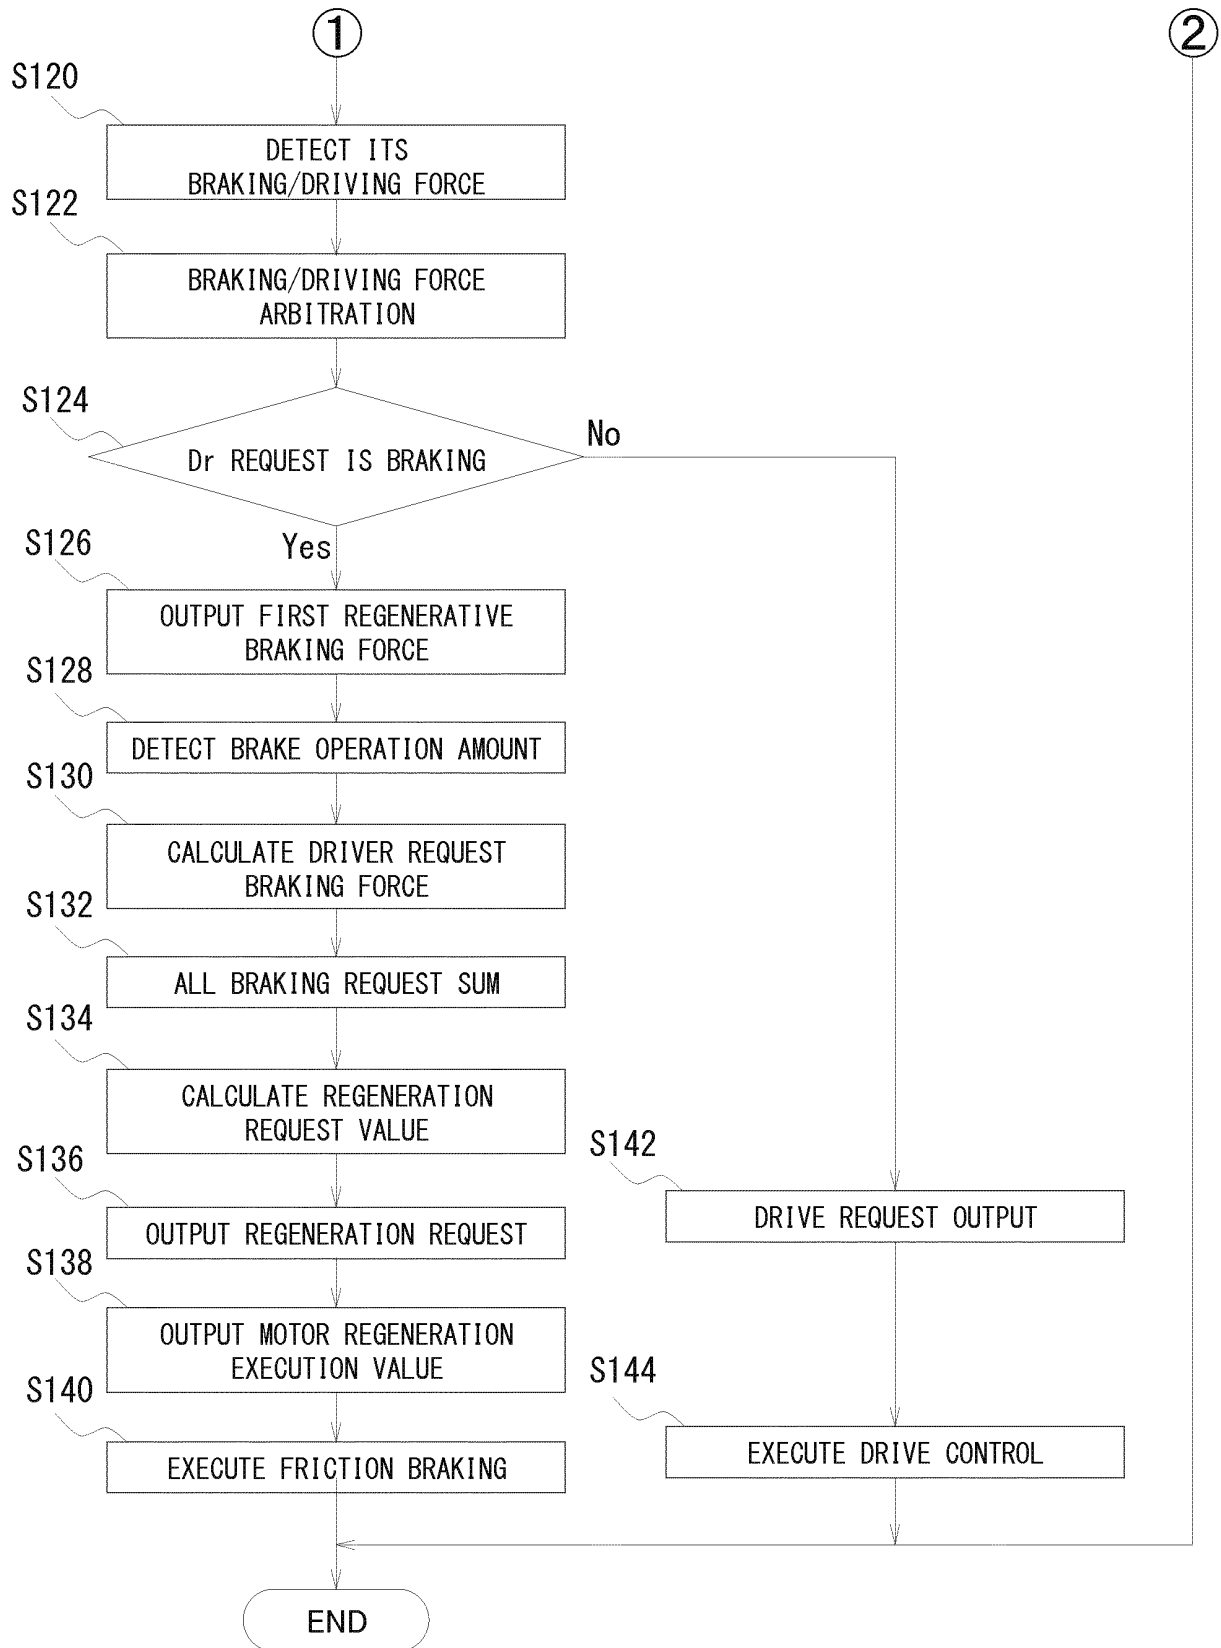 ①
②
S120
DETECT ITS
BRAKING/DRIVING FORCE
S122
BRAKING/DRIVING FORCE
ARBITRATION
S124
Dr REQUEST IS BRAKING
No
Yes
S126
OUTPUT FIRST REGENERATIVE
BRAKING FORCE
S128
DETECT BRAKE OPERATION AMOUNT
S130
CALCULATE DRIVER REQUEST
BRAKING FORCE
S132
ALL BRAKING REQUEST SUM
S134
CALCULATE REGENERATION
REQUEST VALUE
S136
OUTPUT REGENERATION REQUEST
S138
OUTPUT MOTOR REGENERATION
EXECUTION VALUE
S140
EXECUTE FRICTION BRAKING
S142
DRIVE REQUEST OUTPUT
S144
EXECUTE DRIVE CONTROL
END